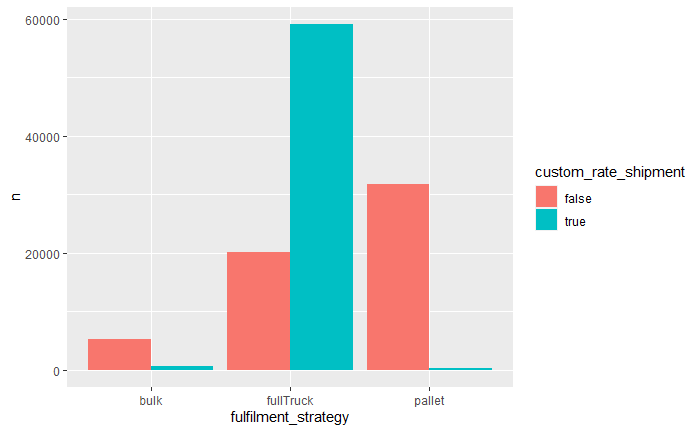 60000
40000
20000
0
n
bulk
fullTruck
pallet
fulfilment_strategy
custom_rate_shipment
false
true